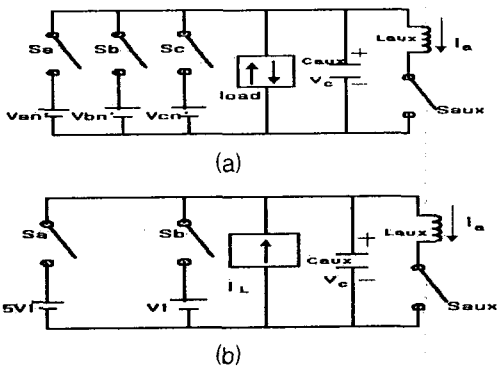 Sa Sb Sc Laux Ia
Caux + Vc −
Iload
Saux
Van' Vbn' Vcn'
(a)
Sa Sb Laux Ia
Caux + Vc −
iL
Saux
5V1 V1
(b)